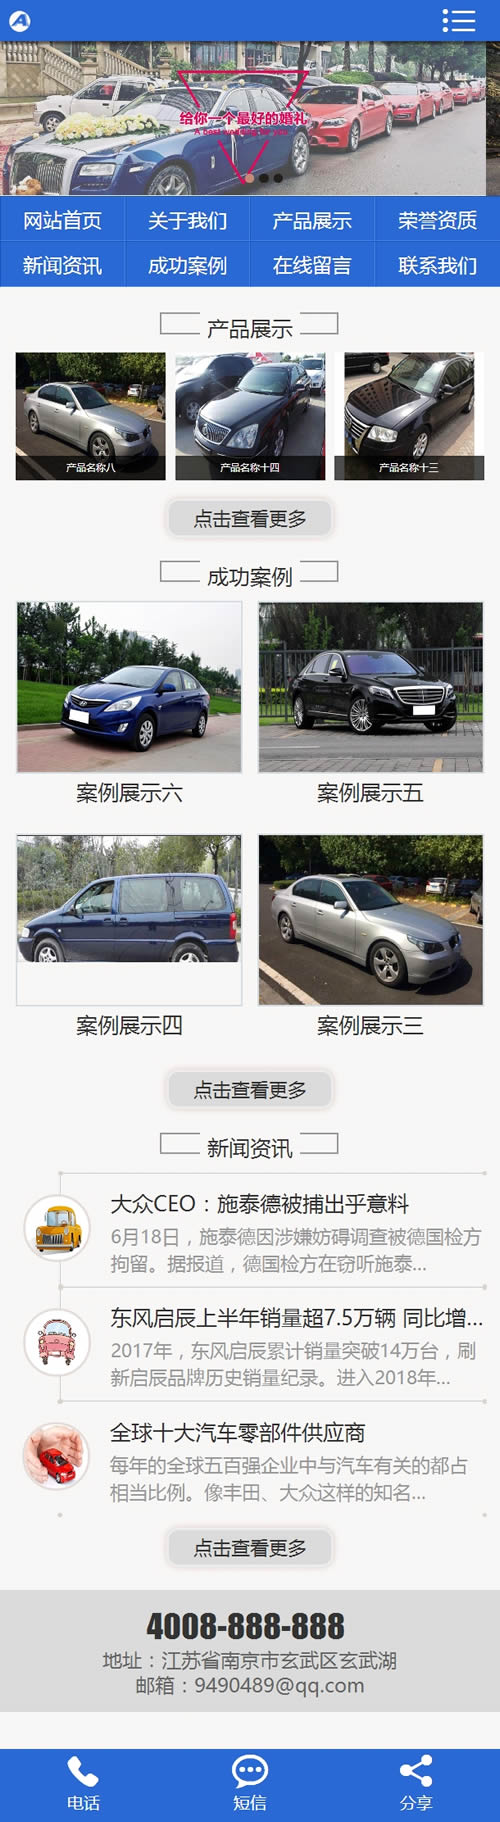 给你一个最好的婚礼
A best wedding for you
网站首页 关于我们 产品展示 荣誉资质
新闻资讯 成功案例 在线留言 联系我们
产品展示
产品名称八 产品名称十四 产品名称十三
点击查看更多
成功案例
案例展示六 案例展示五
案例展示四 案例展示三
点击查看更多
新闻资讯
大众CEO：施泰德被捕出乎意料
6月18日，施泰德因涉嫌妨碍调查被德国检方
拘留。据报道，德国检方在窃听施泰...
东风启辰上半年销量超7.5万辆 同比增...
2017年，东风启辰累计销量突破14万台，刷
新启辰品牌历史销量纪录。进入2018年...
全球十大汽车零部件供应商
每年的全球五百强企业中与汽车有关的都占
相当比例。像丰田、大众这样的知名...
点击查看更多
4008-888-888
地址：江苏省南京市玄武区玄武湖
邮箱：9490489@qq.com
电话 短信 分享